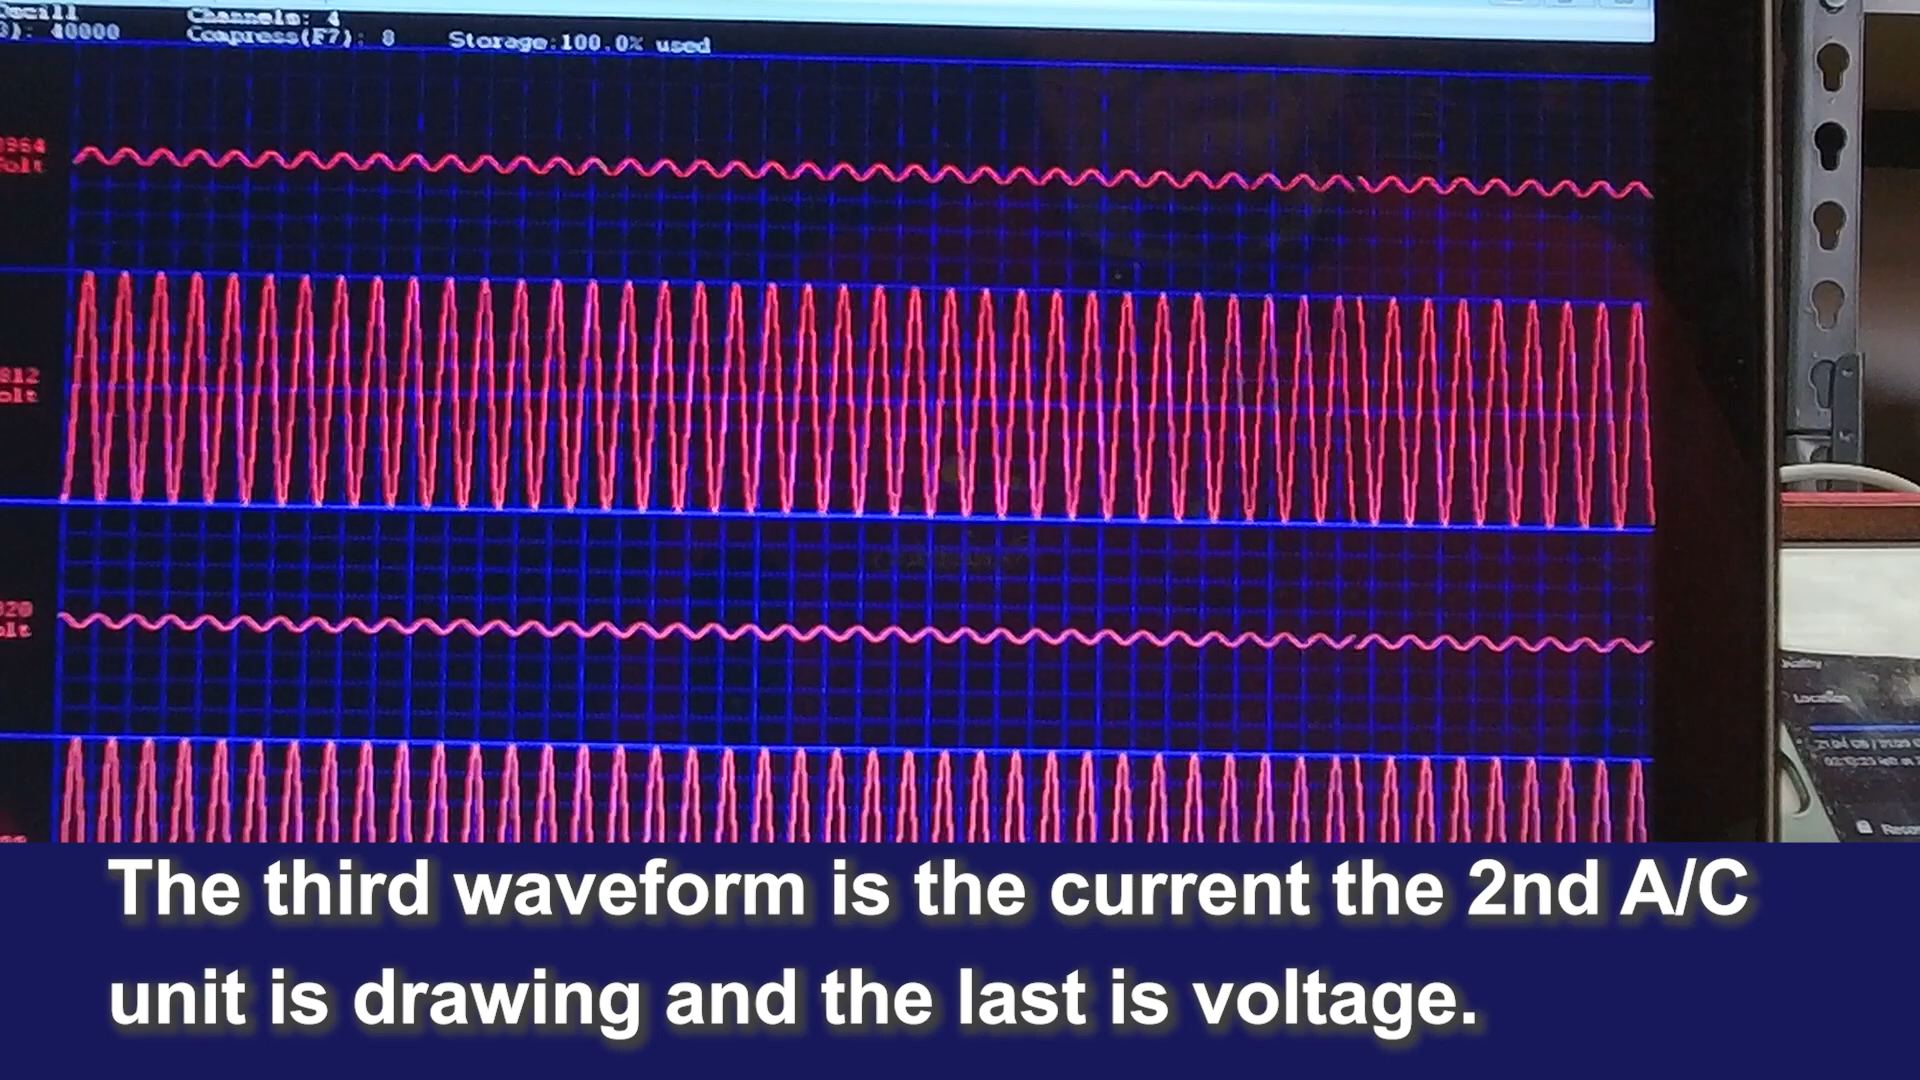 Channels: 4
40000 Compress(F7): 8 Storage:100.0% used
Location
The third waveform is the current the 2nd A/C
unit is drawing and the last is voltage.